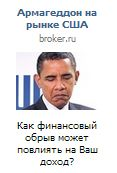 Армагеддон на
рынке США
broker.ru
Как финансовый
обрыв может
повлиять на Ваш
доход?